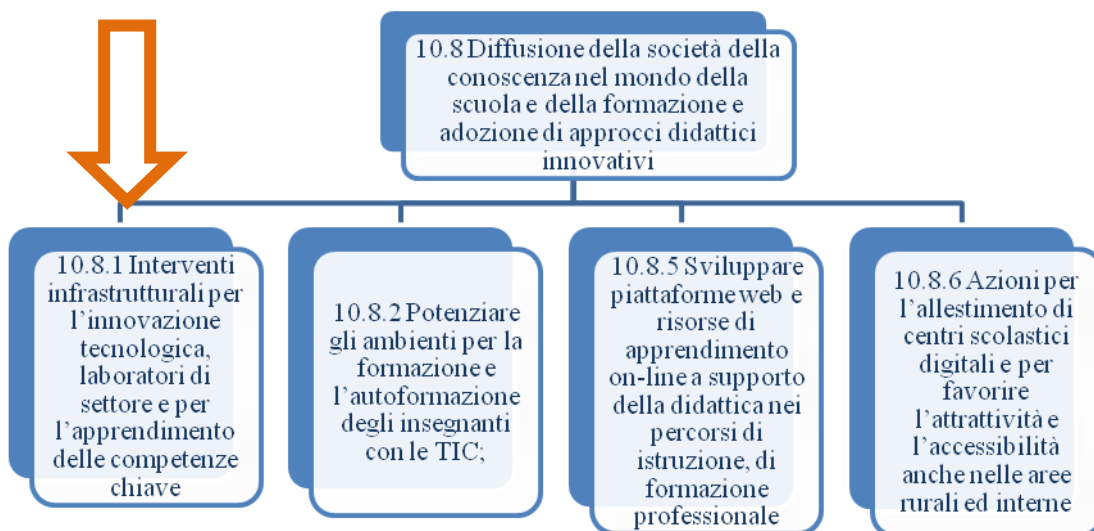 10.8 Diffusione della società della
conoscenza nel mondo della
scuola e della formazione e
adozione di approcci didattici
innovativi
10.8.1 Interventi
infrastrutturali per
l’innovazione
tecnologica,
laboratori di
settore e per
l’apprendimento
delle competenze
chiave
10.8.2 Potenziare
gli ambienti per la
formazione e
l’autoformazione
degli insegnanti
con le TIC;
10.8.5 Sviluppare
piattaforme web e
risorse di
apprendimento
on-line a supporto
della didattica nei
percorsi di
istruzione, di
formazione
professionale
10.8.6 Azioni per
l’allestimento di
centri scolastici
digitali e per
favorire
l’attrattività e
l’accessibilità
anche nelle aree
rurali ed interne